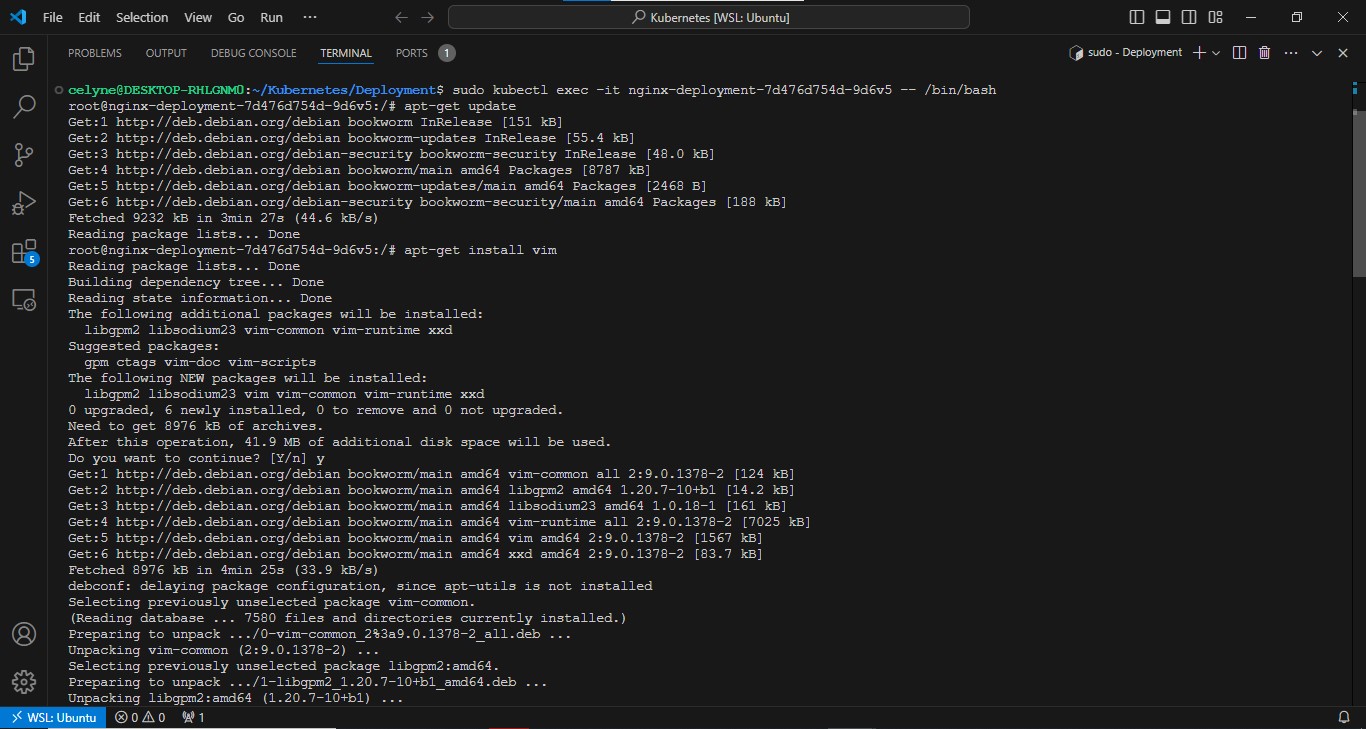 File Edit Selection View Go Run ··· Kubernetes [WSL: Ubuntu]
PROBLEMS OUTPUT DEBUG CONSOLE TERMINAL PORTS 1 sudo - Deployment
celyne@DESKTOP-RHLGNM0:~/Kubernetes/Deployment$ sudo kubectl exec -it nginx-deployment-7d476d754d-9d6v5 -- /bin/bash
root@nginx-deployment-7d476d754d-9d6v5:/# apt-get update
Get:1 http://deb.debian.org/debian bookworm InRelease [151 kB]
Get:2 http://deb.debian.org/debian bookworm-updates InRelease [55.4 kB]
Get:3 http://deb.debian.org/debian-security bookworm-security InRelease [48.0 kB]
Get:4 http://deb.debian.org/debian bookworm/main amd64 Packages [8787 kB]
Get:5 http://deb.debian.org/debian bookworm-updates/main amd64 Packages [2468 B]
Get:6 http://deb.debian.org/debian-security bookworm-security/main amd64 Packages [188 kB]
Fetched 9232 kB in 3min 27s (44.6 kB/s)
Reading package lists... Done
root@nginx-deployment-7d476d754d-9d6v5:/# apt-get install vim
Reading package lists... Done
Building dependency tree... Done
Reading state information... Done
The following additional packages will be installed:
  libgpm2 libsodium23 vim-common vim-runtime xxd
Suggested packages:
  gpm ctags vim-doc vim-scripts
The following NEW packages will be installed:
  libgpm2 libsodium23 vim vim-common vim-runtime xxd
0 upgraded, 6 newly installed, 0 to remove and 0 not upgraded.
Need to get 8976 kB of archives.
After this operation, 41.9 MB of additional disk space will be used.
Do you want to continue? [Y/n] y
Get:1 http://deb.debian.org/debian bookworm/main amd64 vim-common all 2:9.0.1378-2 [124 kB]
Get:2 http://deb.debian.org/debian bookworm/main amd64 libgpm2 amd64 1.20.7-10+b1 [14.2 kB]
Get:3 http://deb.debian.org/debian bookworm/main amd64 libsodium23 amd64 1.0.18-1 [161 kB]
Get:4 http://deb.debian.org/debian bookworm/main amd64 vim-runtime all 2:9.0.1378-2 [7025 kB]
Get:5 http://deb.debian.org/debian bookworm/main amd64 vim amd64 2:9.0.1378-2 [1567 kB]
Get:6 http://deb.debian.org/debian bookworm/main amd64 xxd amd64 2:9.0.1378-2 [83.7 kB]
Fetched 8976 kB in 4min 25s (33.9 kB/s)
debconf: delaying package configuration, since apt-utils is not installed
Selecting previously unselected package vim-common.
(Reading database ... 7580 files and directories currently installed.)
Preparing to unpack .../0-vim-common_2%3a9.0.1378-2_all.deb ...
Unpacking vim-common (2:9.0.1378-2) ...
Selecting previously unselected package libgpm2:amd64.
Preparing to unpack .../1-libgpm2_1.20.7-10+b1_amd64.deb ...
Unpacking libgpm2:amd64 (1.20.7-10+b1) ...
5
WSL: Ubuntu 0 0 1